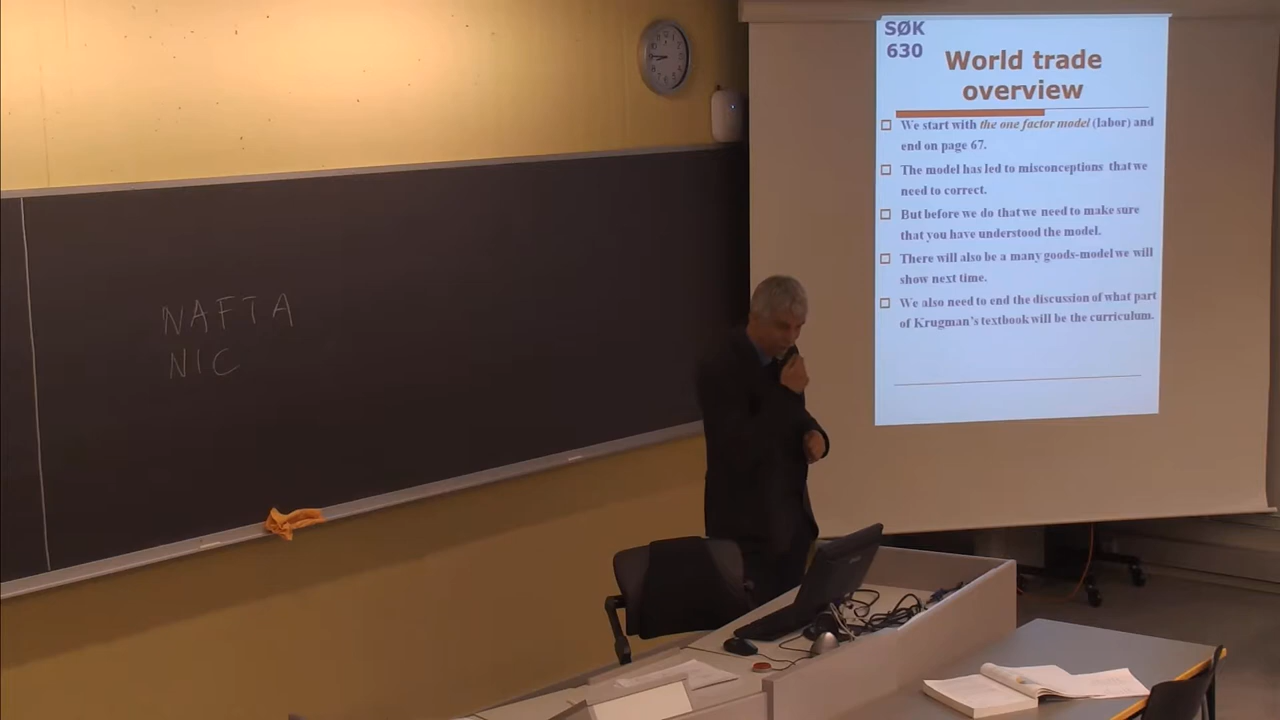 NAFTA
NIC
SØK
630
World trade
overview
We start with the one factor model (labor) and
end on page 67.
The model has led to misconceptions that we
need to correct.
But before we do that we need to make sure
that you have understood the model.
There will also be a many goods-model we will
show next time.
We also need to end the discussion of what part
of Krugman's textbook will be the curriculum.